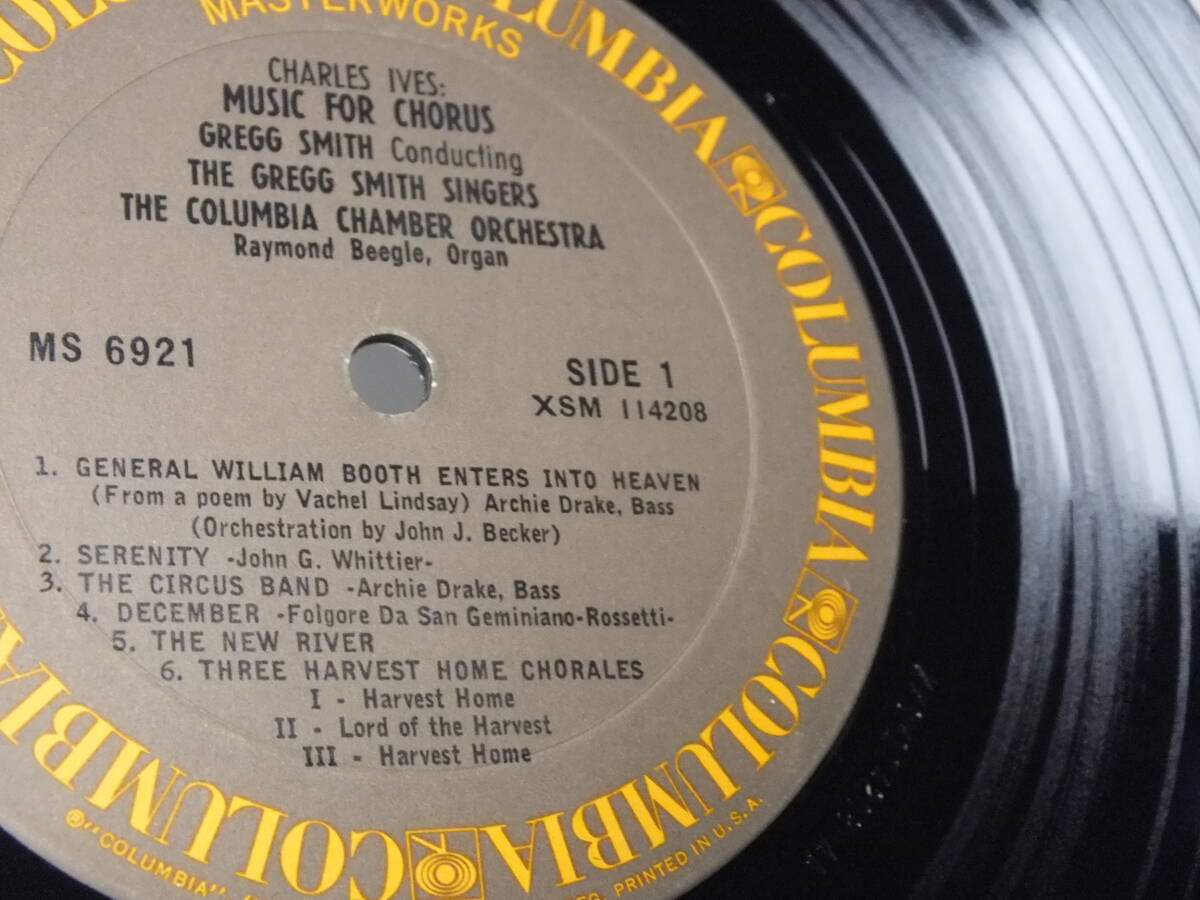 MASTERWORKS
CHARLES IVES:
MUSIC FOR CHORUS
GREGG SMITH Conducting
THE GREGG SMITH SINGERS
THE COLUMBIA CHAMBER ORCHESTRA
Raymond Beegle, Organ
MS 6921
SIDE 1
XSM 114208
1. GENERAL WILLIAM BOOTH ENTERS INTO HEAVEN
(From a poem by Vachel Lindsay) Archie Drake, Bass
(Orchestration by John J. Becker)
2. SERENITY -John G. Whittier-
3. THE CIRCUS BAND -Archie Drake, Bass
4. DECEMBER -Folgore Da San Geminiano-Rossetti-
5. THE NEW RIVER
6. THREE HARVEST HOME CHORALES
I - Harvest Home
II - Lord of the Harvest
III - Harvest Home
COLUMBIA
COLUMBIA
COLUMBIA
COLUMBIA
COLUMBIA
®"COLUMBIA"
PRINTED IN U.S.A.